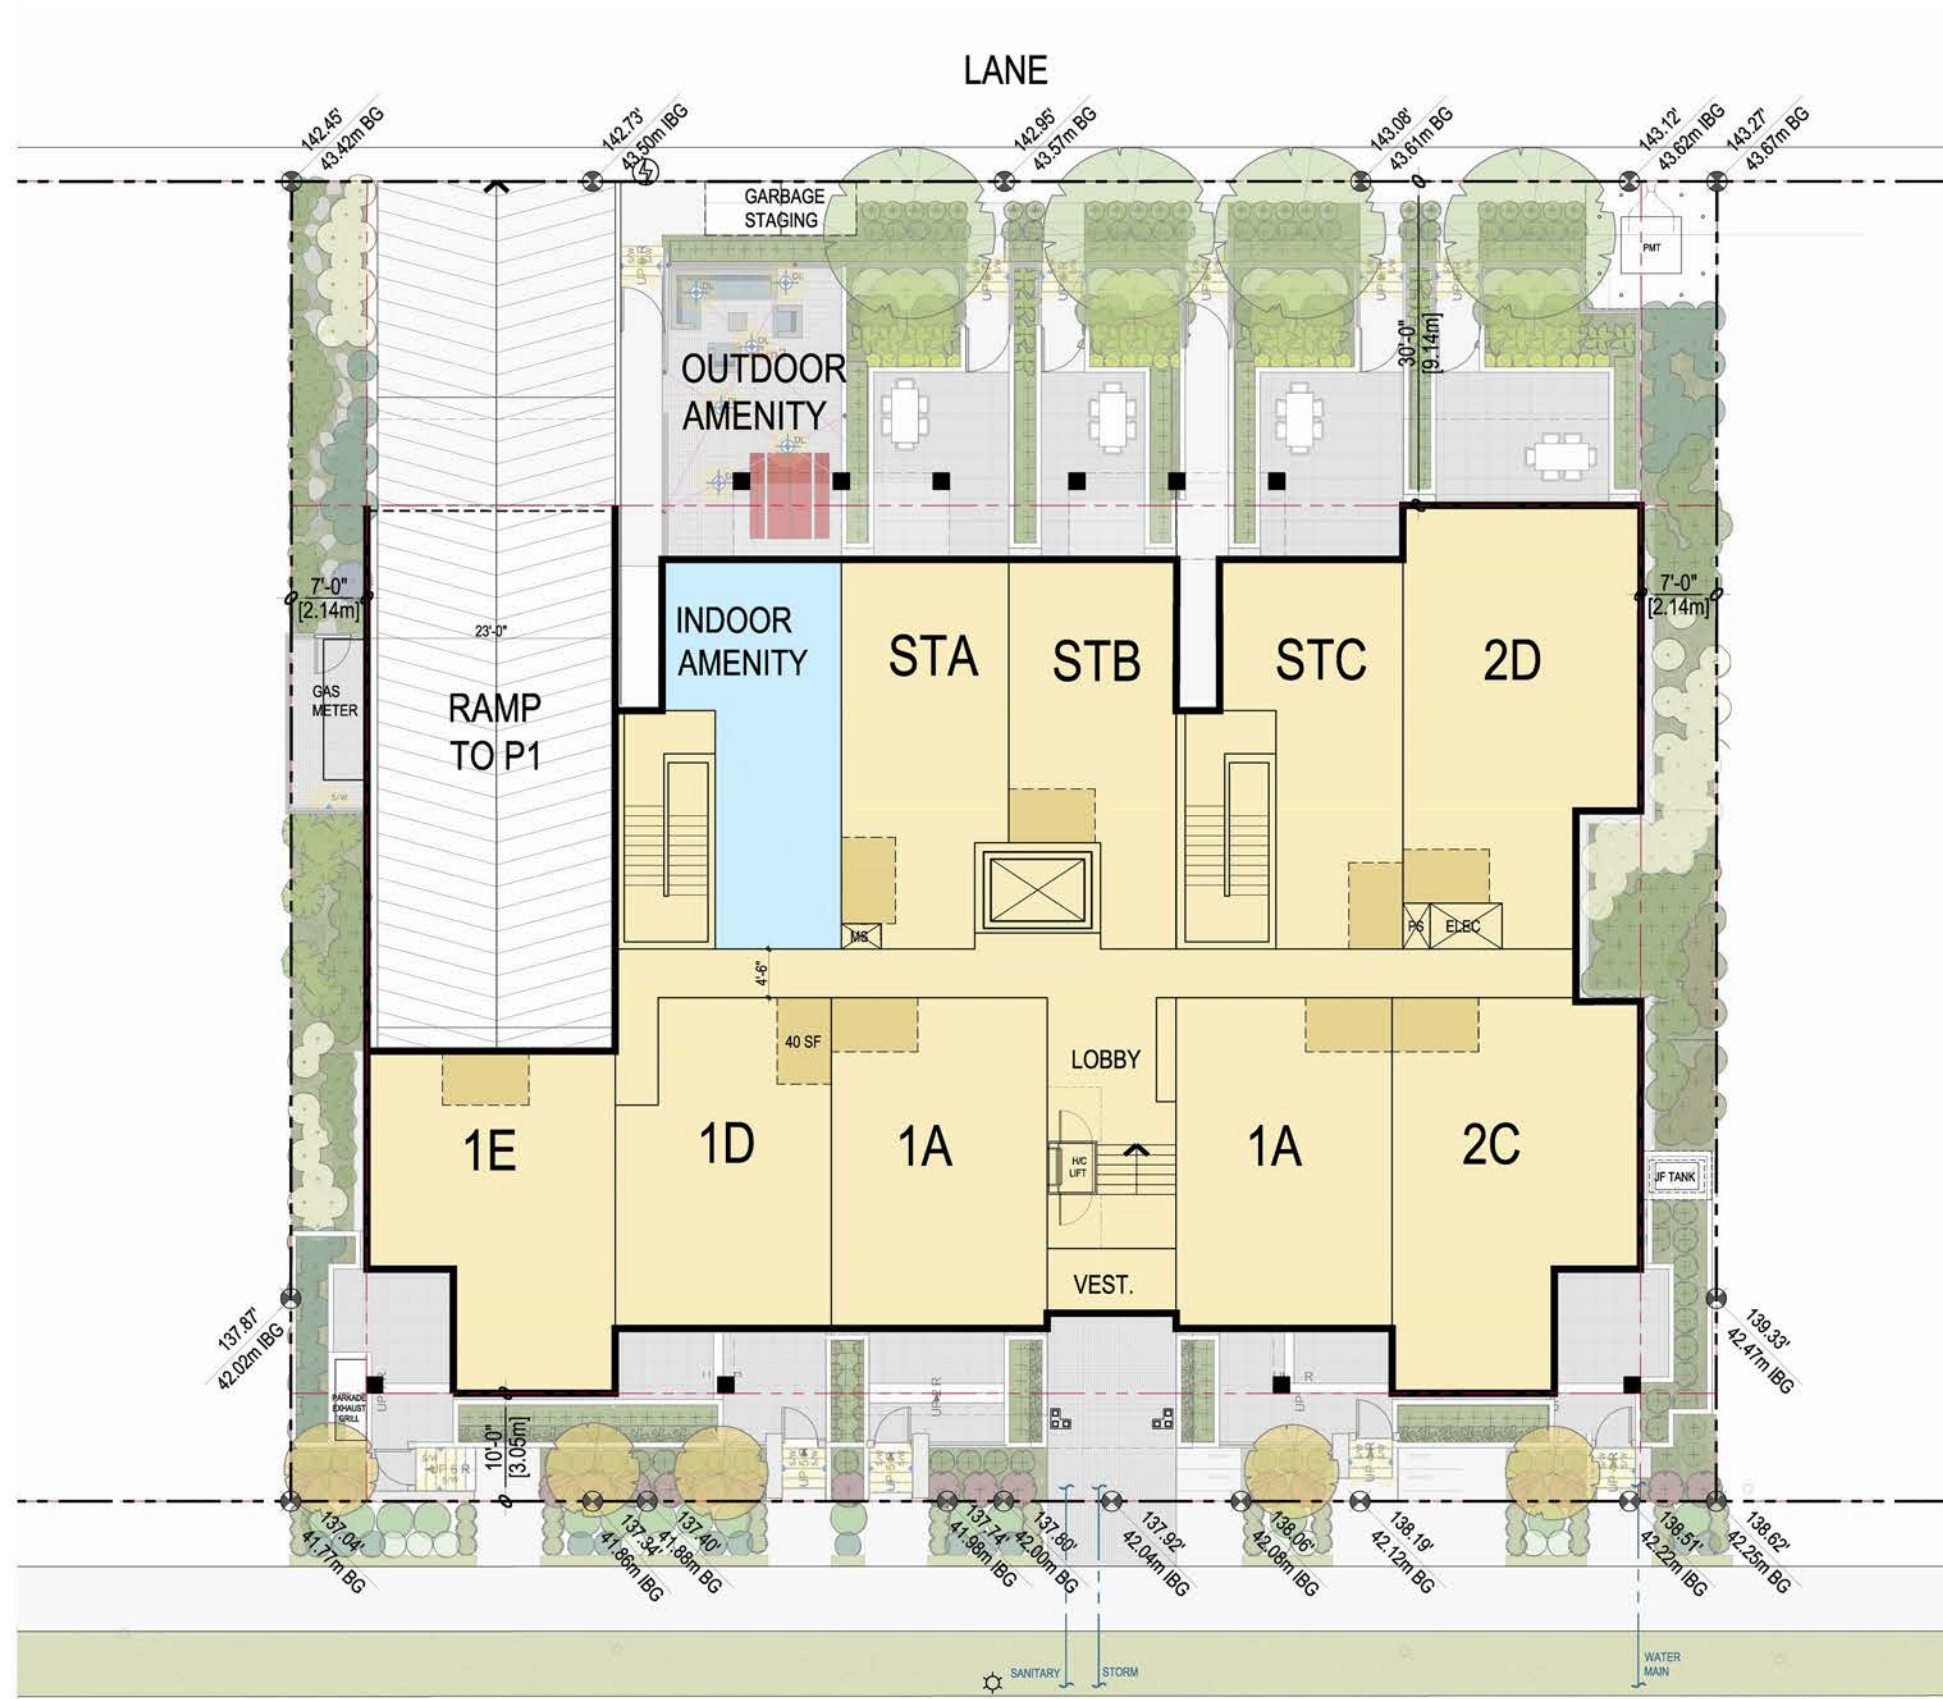 LANE
142.45'
43.42m BG
142.73'
43.50m IBG
142.95'
43.57m BG
143.08'
43.61m BG
143.12'
43.62m IBG
143.27'
43.67m BG
GARBAGE
STAGING
PMT
OUTDOOR
AMENITY
30'-0"
[9.14m]
7'-0"
[2.14m]
7'-0"
[2.14m]
23'-0"
INDOOR
AMENITY
STA
STB
STC
2D
GAS
METER
RAMP
TO P1
S/W
MS
PS
ELEC
4'-6"
40 SF
LOBBY
1E
1D
1A
1A
2C
H/C
LIFT
JF TANK
VEST.
137.87'
42.02m IBG
139.33'
42.47m IBG
PARKADE
EXHAUST
GRILL
10'-0"
[3.05m]
137.04'
41.77m BG
137.34'
41.86m IBG
137.40'
41.88m BG
137.74'
41.98m IBG
137.80'
42.00m BG
137.92'
42.04m IBG
138.06'
42.08m IBG
138.19'
42.12m BG
138.51'
42.22m IBG
138.62'
42.25m BG
SANITARY
STORM
WATER
MAIN